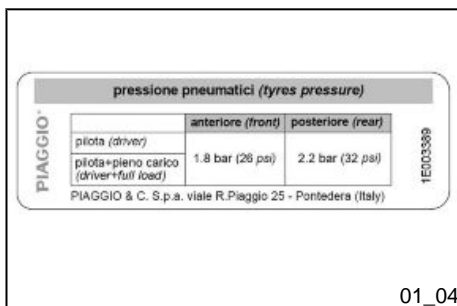 pressione pneumatici (tyres pressure)
PIAGGIO
anteriore (front) posteriore (rear)
pilota (driver)
pilota+pieno carico
(driver+full load)
1.8 bar (26 psi) 2.2 bar (32 psi)
1E003389
PIAGGIO & C. S.p.a. viale R.Piaggio 25 - Pontedera (Italy)
01_04